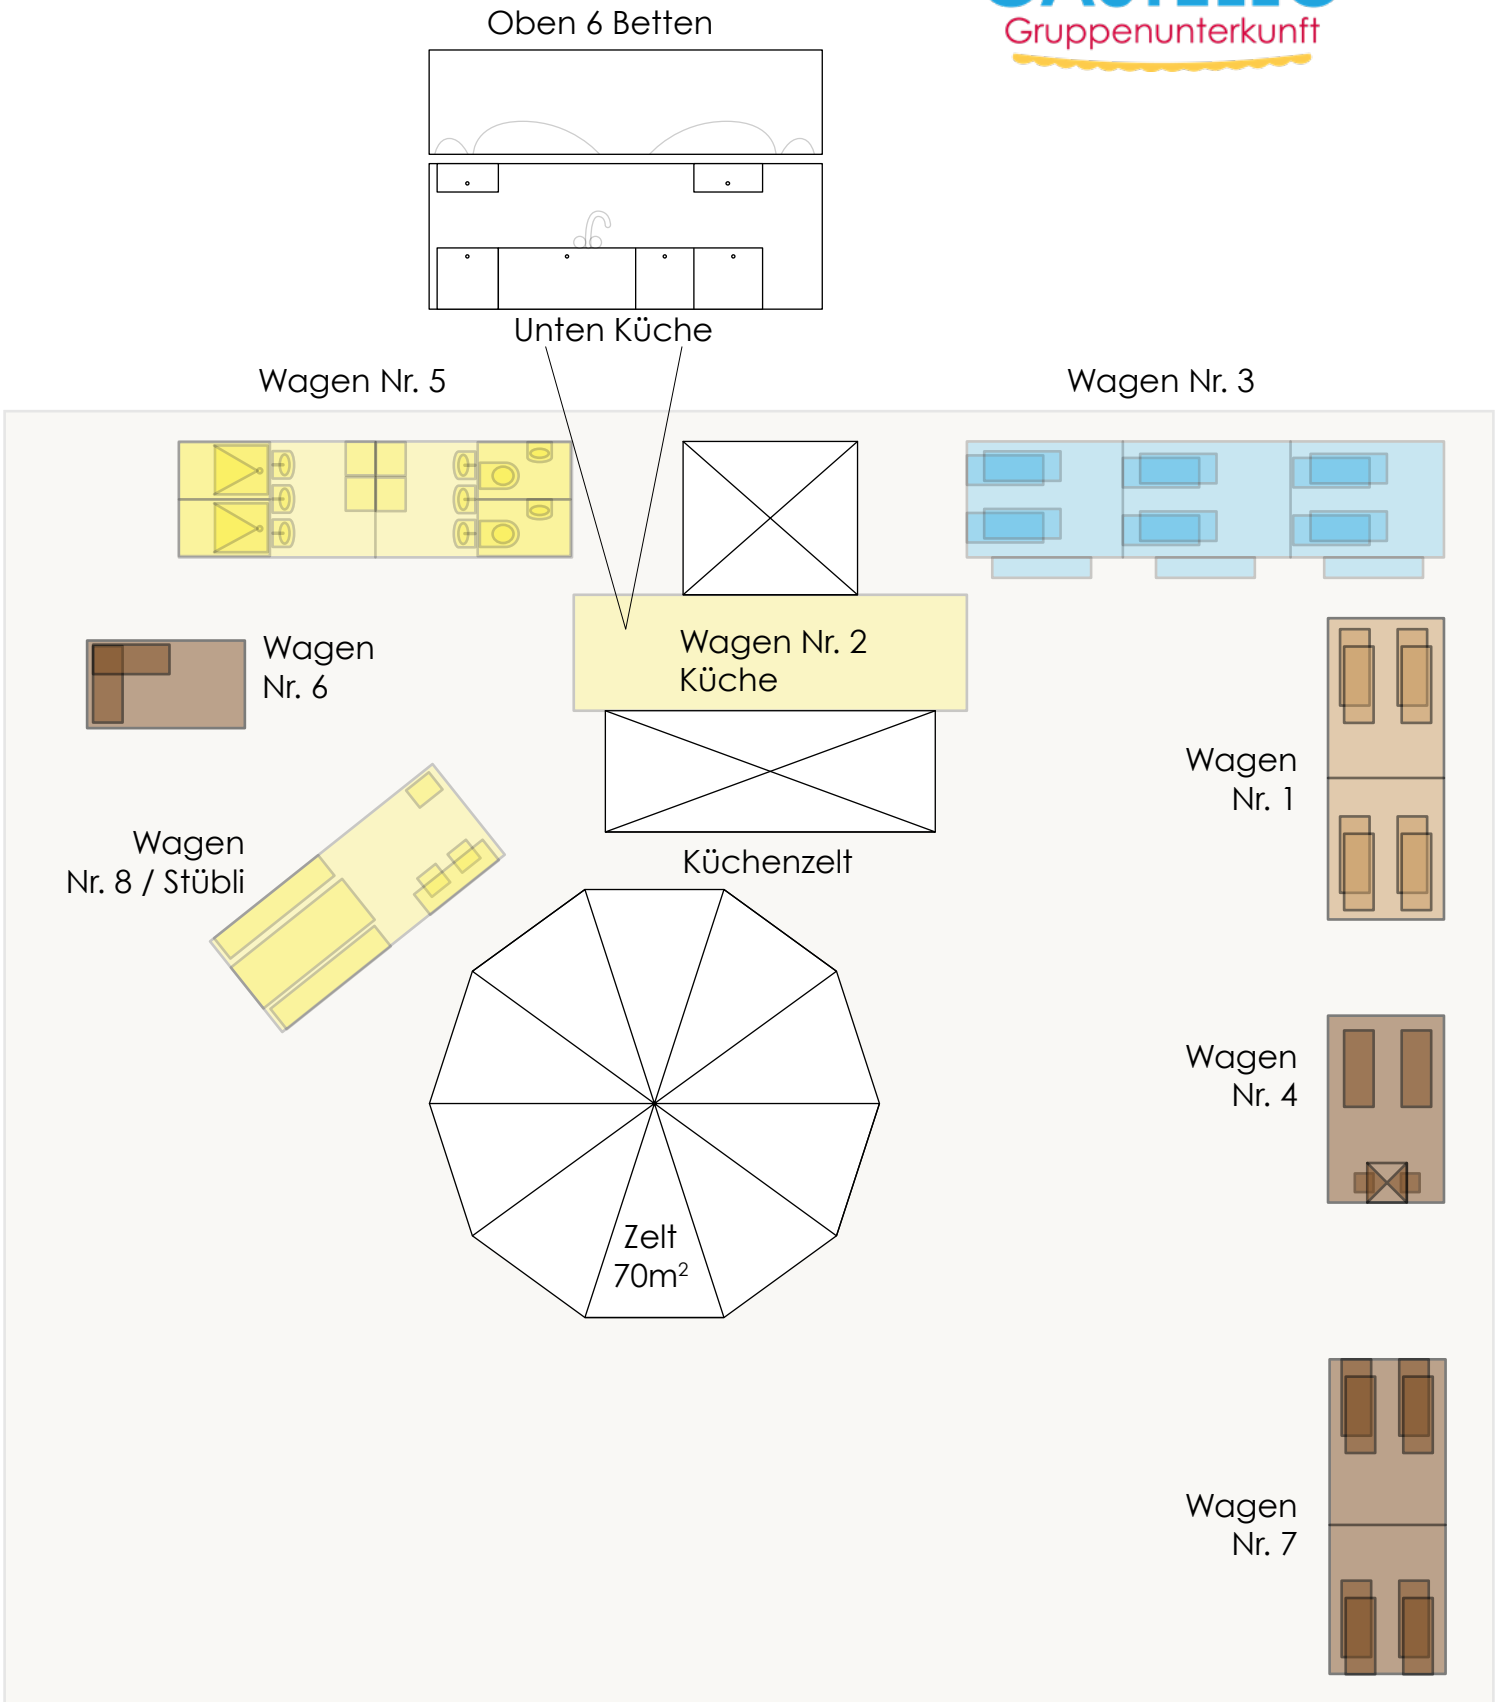 Gruppenunterkunft
Oben 6 Betten
Unten Küche
Wagen Nr. 5
Wagen Nr. 3
Wagen Nr. 2
Küche
Wagen
Nr. 6
Wagen
Nr. 1
Wagen
Nr. 8 / Stübli
Küchenzelt
Wagen
Nr. 4
Zelt
70m²
Wagen
Nr. 7